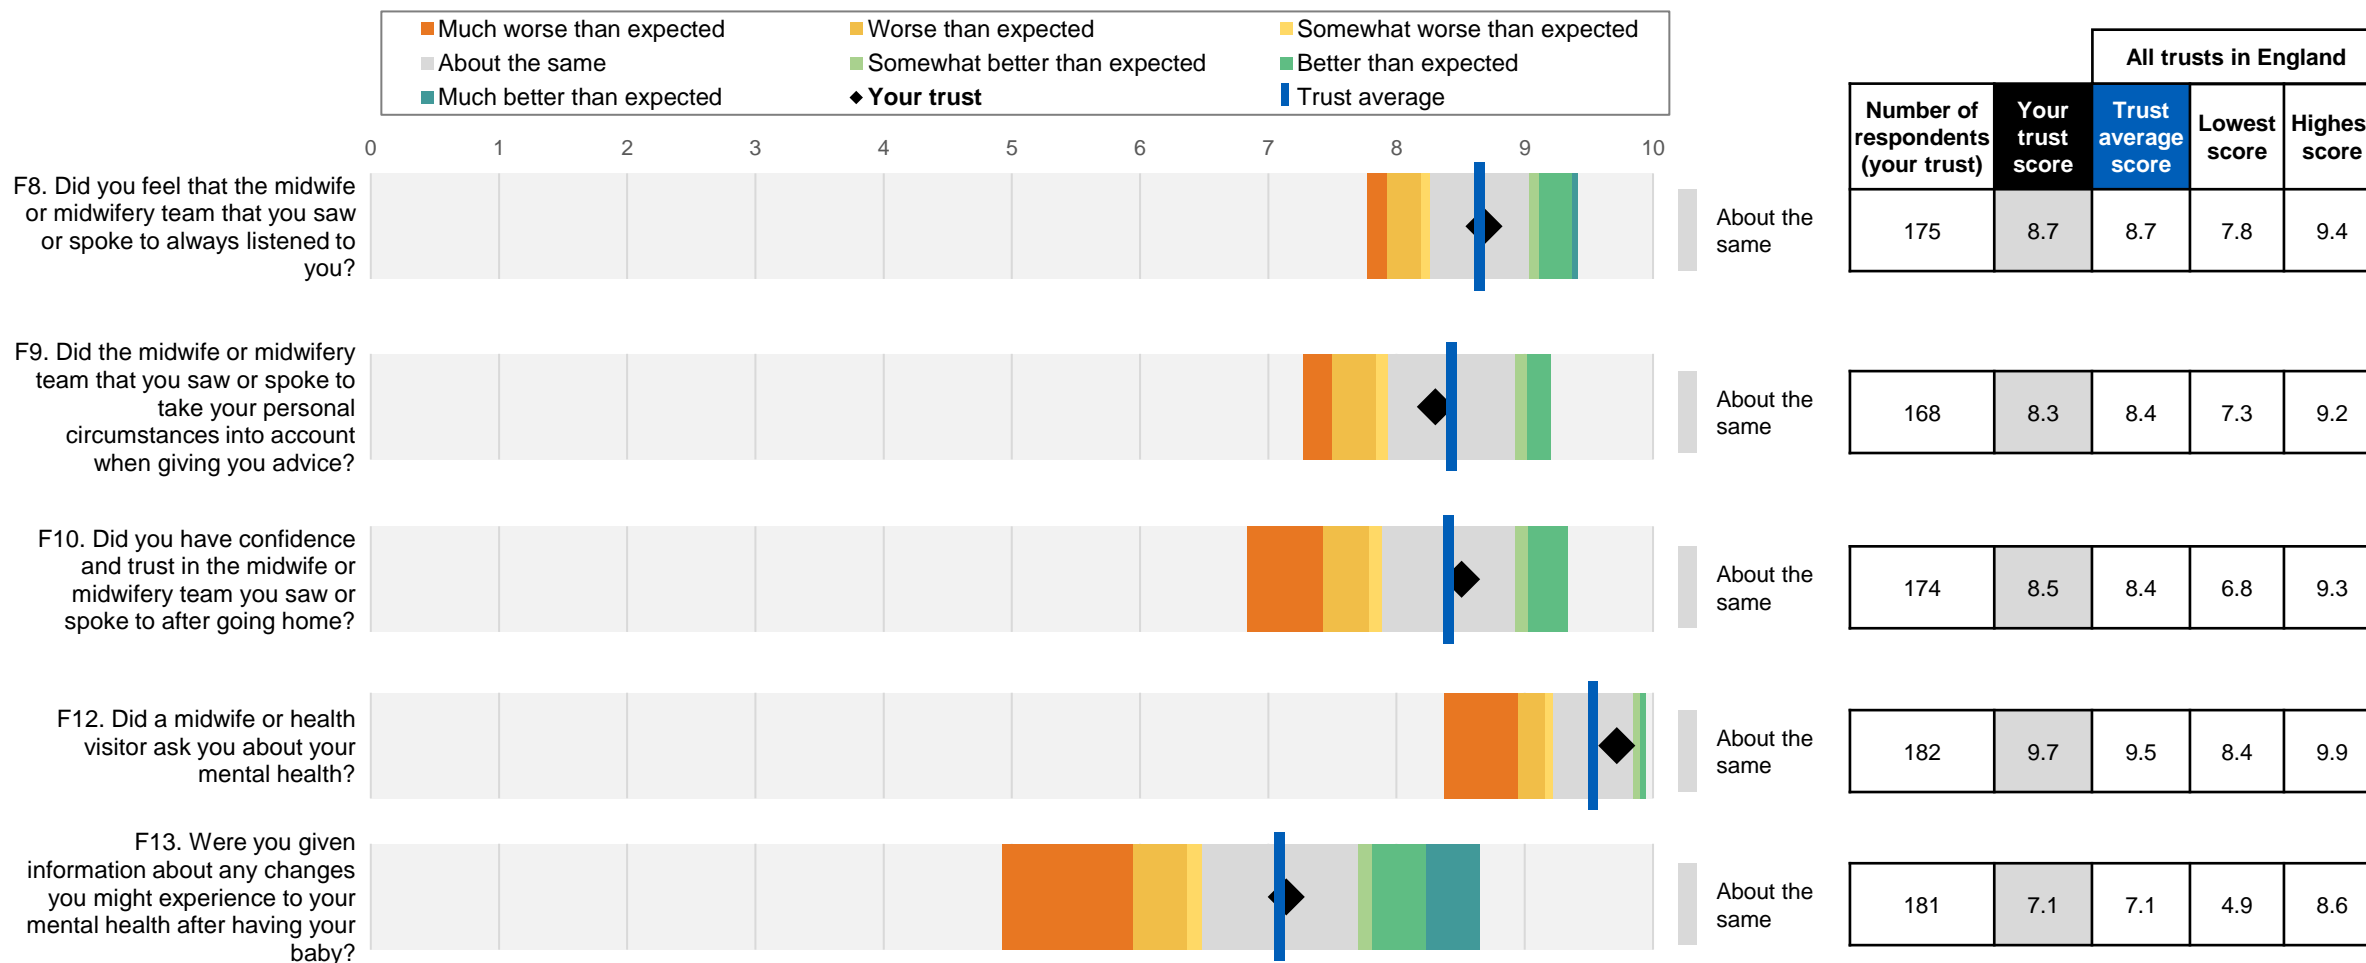 Much worse than expected
Worse than expected
Somewhat worse than expected
About the same
Somewhat better than expected
Better than expected
Much better than expected
Your trust
Trust average
All trusts in England
Number of
respondents
(your trust)
Your
trust
score
Trust
average
score
Lowest
score
Highes
score
0 1 2 3 4 5 6 7 8 9 10
F8. Did you feel that the midwife
or midwifery team that you saw
or spoke to always listened to
you?
About the
same
175 8.7 8.7 7.8 9.4
F9. Did the midwife or midwifery
team that you saw or spoke to
take your personal
circumstances into account
when giving you advice?
About the
same
168 8.3 8.4 7.3 9.2
F10. Did you have confidence
and trust in the midwife or
midwifery team you saw or
spoke to after going home?
About the
same
174 8.5 8.4 6.8 9.3
F12. Did a midwife or health
visitor ask you about your
mental health?
About the
same
182 9.7 9.5 8.4 9.9
F13. Were you given
information about any changes
you might experience to your
mental health after having your
baby?
About the
same
181 7.1 7.1 4.9 8.6